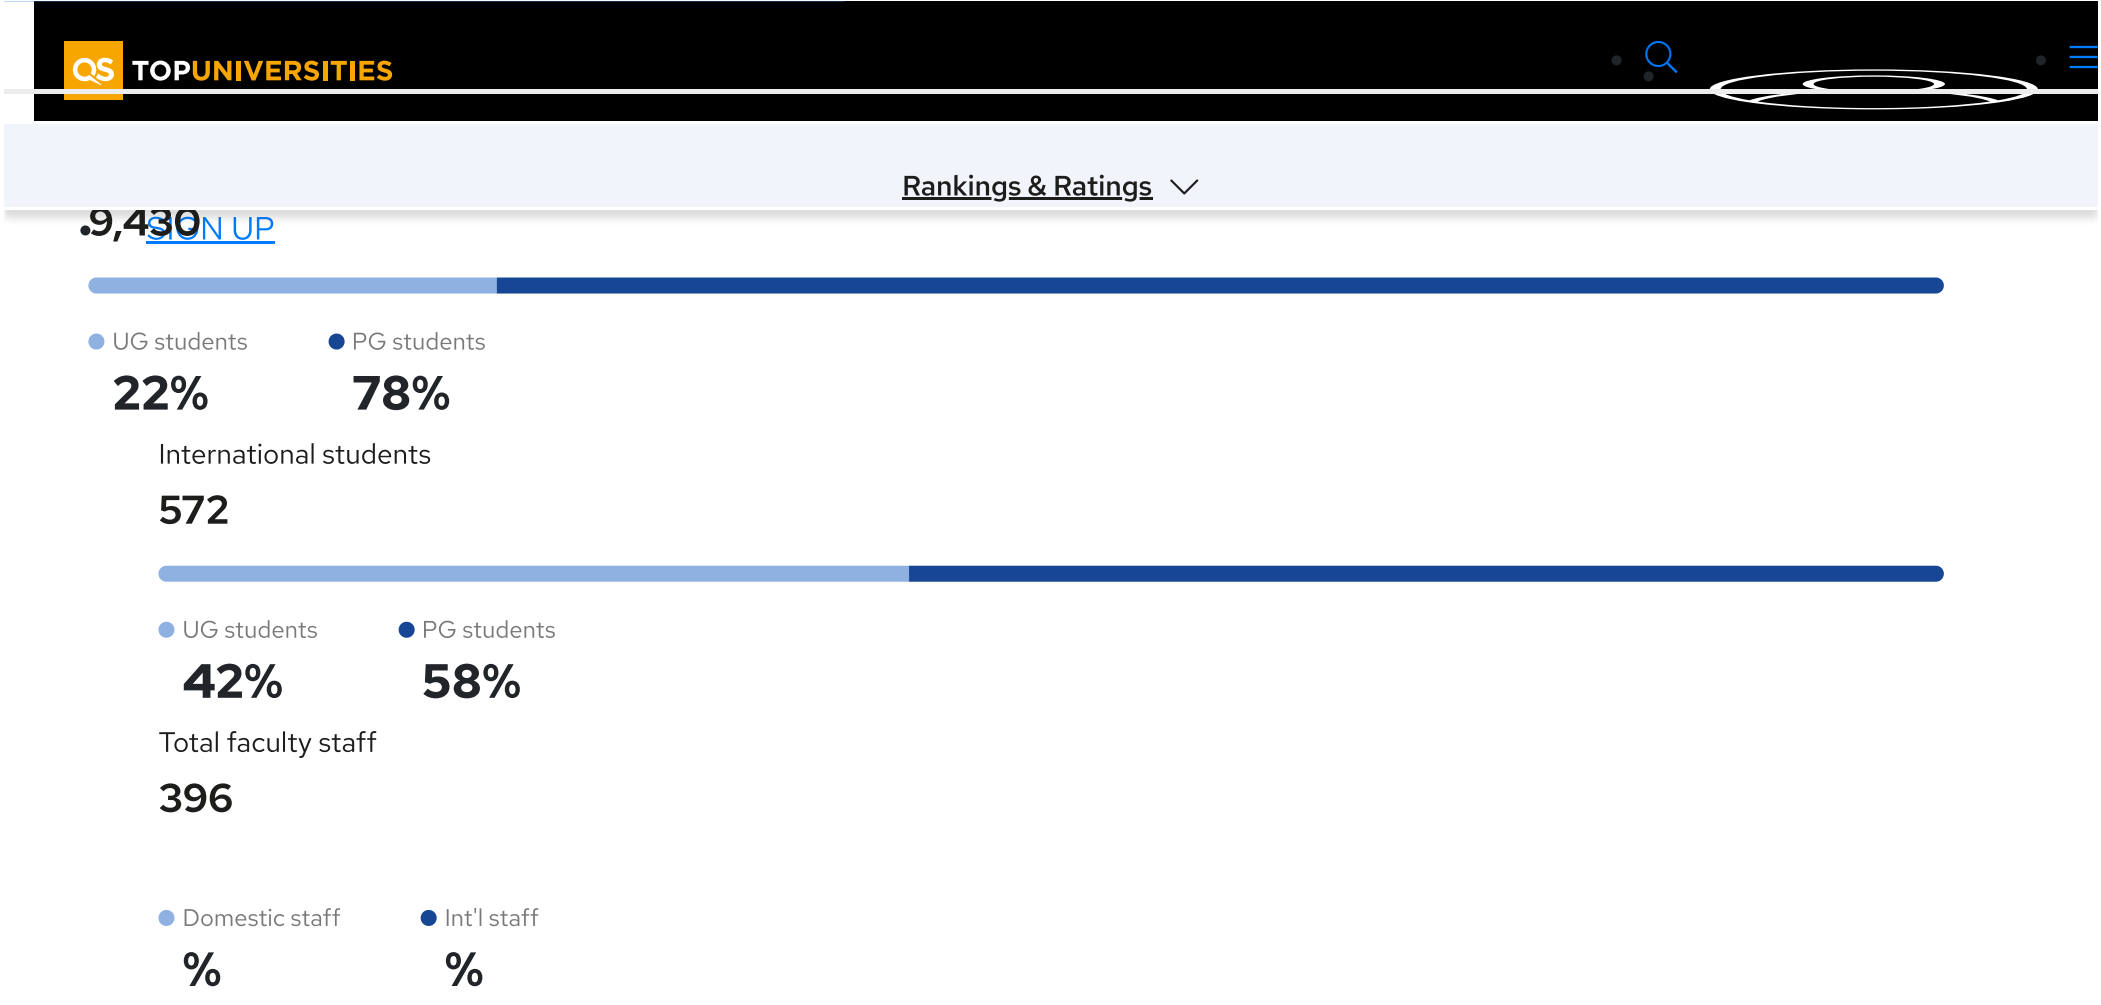 QS TOPUNIVERSITIES
Rankings & Ratings
9,430
SIGN UP
UG students PG students
22% 78%
International students
572
UG students PG students
42% 58%
Total faculty staff
396
Domestic staff Int'l staff
% %